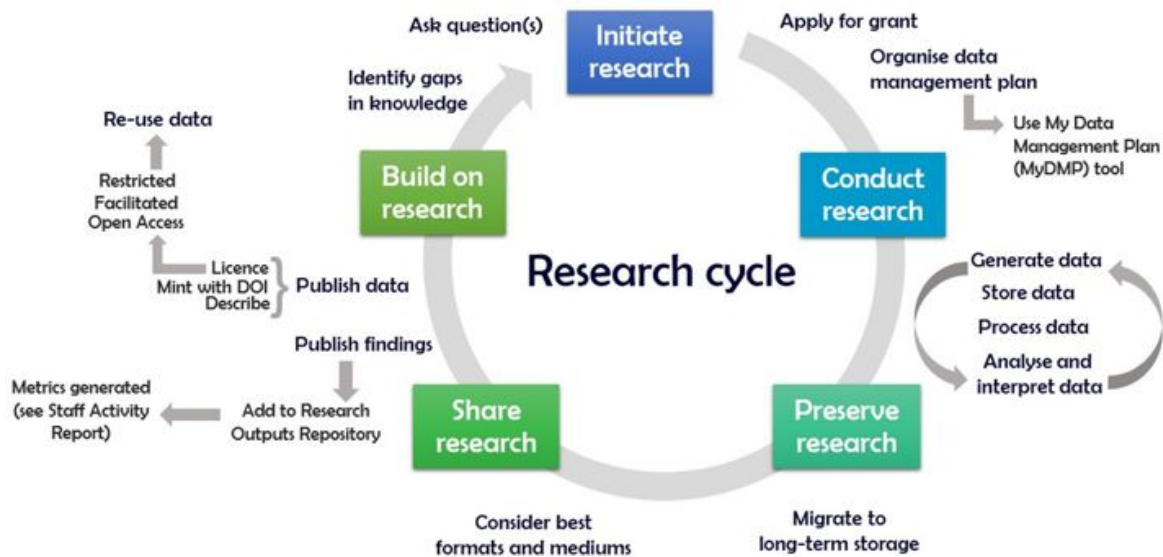 Ask question(s)
Initiate
research
Apply for grant
Organise data
management plan
Use My Data
Management Plan
(MyDMP) tool
Identify gaps
in knowledge
Re-use data
Restricted
Facilitated
Open Access
Build on
research
Conduct
research
Research cycle
Licence
Mint with DOI
Describe
Publish data
Generate data
Store data
Process data
Analyse and
interpret data
Publish findings
Metrics generated
(see Staff Activity
Report)
Add to Research
Outputs Repository
Share
research
Preserve
research
Consider best
formats and mediums
Migrate to
long-term storage